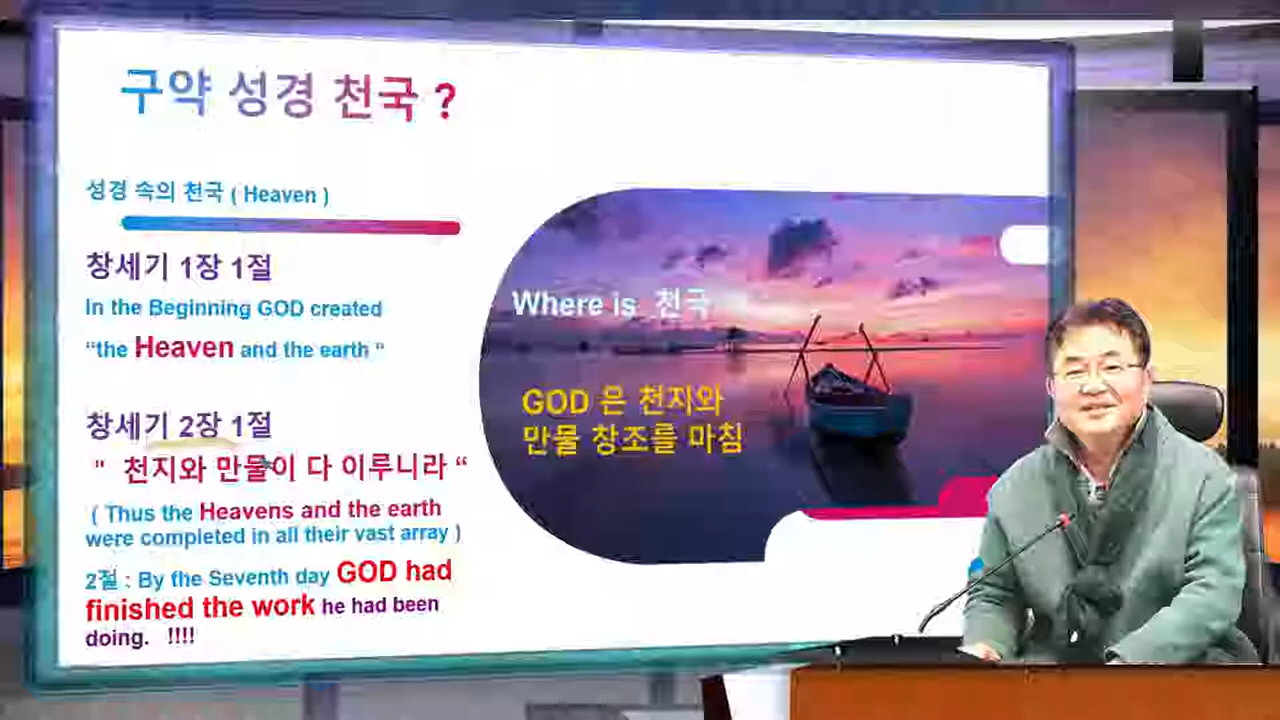 구약 성경 천국 ?
성경 속의 천국 ( Heaven )
창세기 1장 1절
In the Beginning GOD created
“the Heaven and the earth “
창세기 2장 1절
" 천지와 만물이 다 이루니라 “
( Thus the Heavens and the earth
were completed in all their vast array )
2절 : By the Seventh day GOD had
finished the work he had been
doing. !!!!
Where is 천국
GOD 은 천지와
만물 창조를 마침